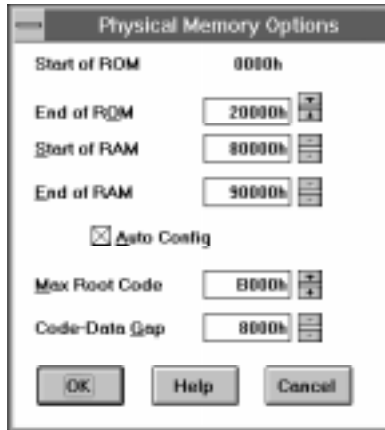 Physical Memory Options
Start of ROM 0000h
End of ROM 20000h
Start of RAM 80000h
End of RAM 90000h
Auto Config
Max Root Code B000h
Code-Data Gap 8000h
OK Help Cancel